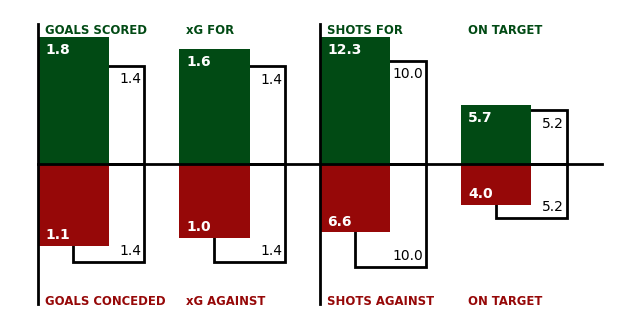 GOALS SCORED xG FOR SHOTS FOR ON TARGET
1.8 1.4 1.6 1.4 12.3 10.0 5.7 5.2
1.1 1.4 1.0 1.4 6.6 10.0 4.0 5.2
GOALS CONCEDED xG AGAINST SHOTS AGAINST ON TARGET